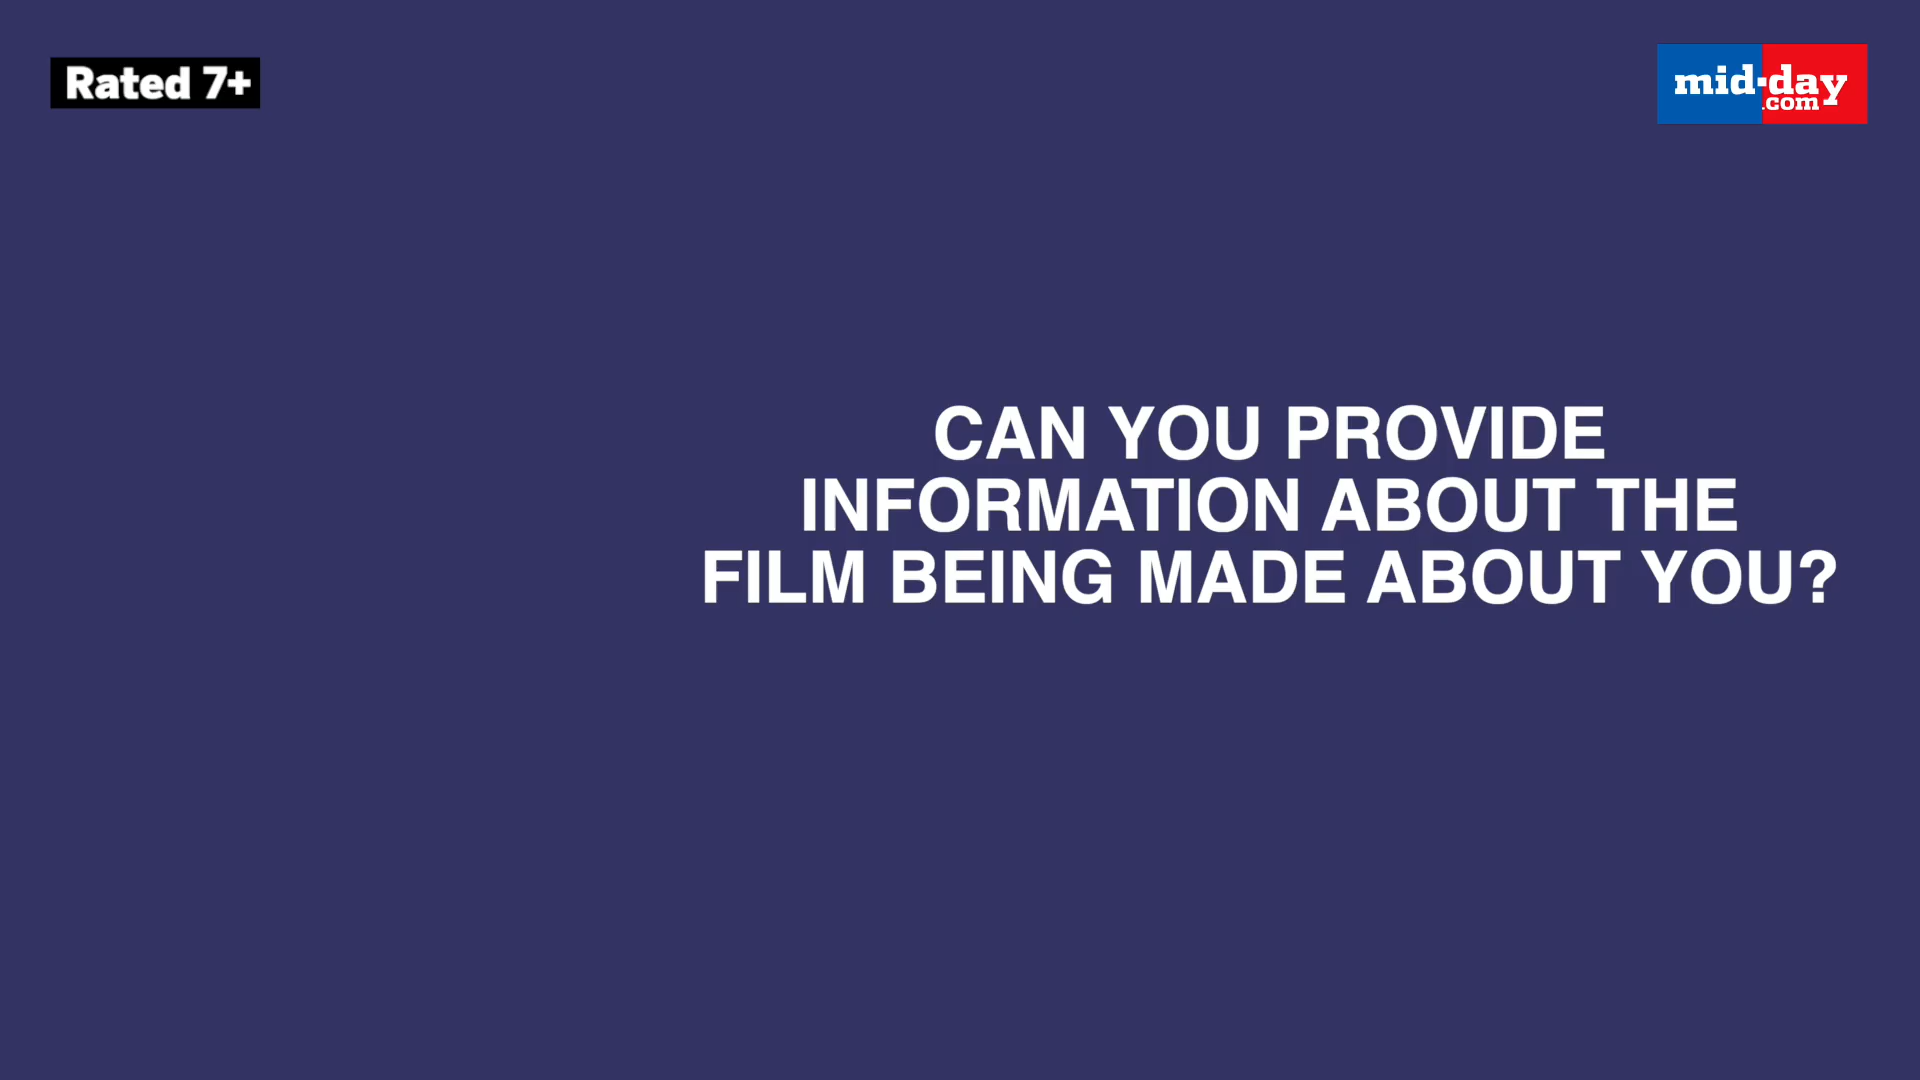 Rated 7+
mid-day
.com
CAN YOU PROVIDE
INFORMATION ABOUT THE
FILM BEING MADE ABOUT YOU?